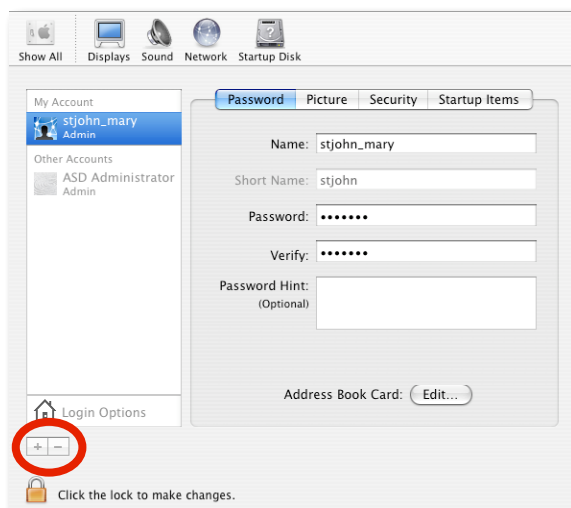 Show All Displays Sound Network Startup Disk
My Account
stjohn_mary
Admin
Other Accounts
ASD Administrator
Admin
Login Options
+ −
Password Picture Security Startup Items
Name: stjohn_mary
Short Name: stjohn
Password: •••••••
Verify: •••••••
Password Hint:
(Optional)
Address Book Card: Edit...
Click the lock to make changes.